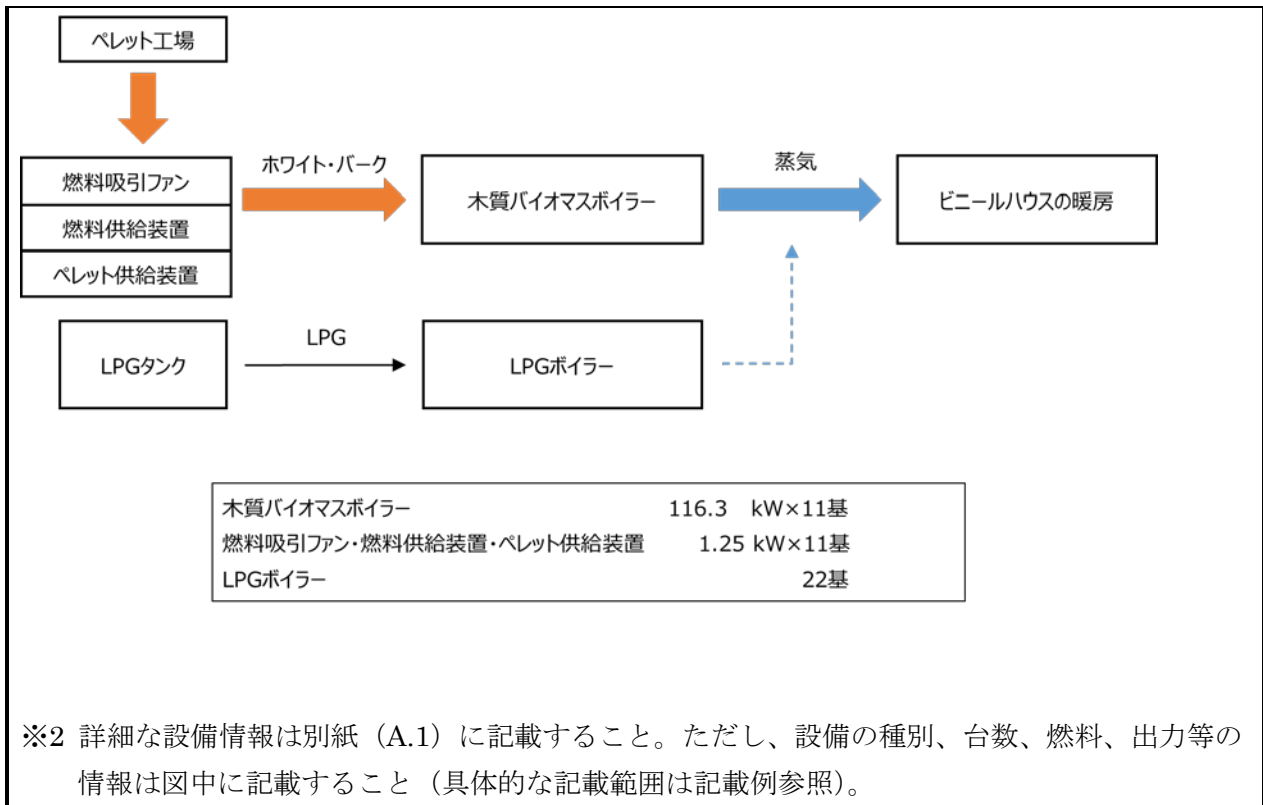 ペレット工場
燃料吸引ファン
燃料供給装置
ペレット供給装置
ホワイト・バーク
木質バイオマスボイラー
蒸気
ビニールハウスの暖房
LPGタンク
LPG
LPGボイラー
木質バイオマスボイラー 116.3 kW×11基
燃料吸引ファン・燃料供給装置・ペレット供給装置 1.25 kW×11基
LPGボイラー 22基
※2 詳細な設備情報は別紙（A.1）に記載すること。ただし、設備の種別、台数、燃料、出力等の
情報は図中に記載すること（具体的な記載範囲は記載例参照）。